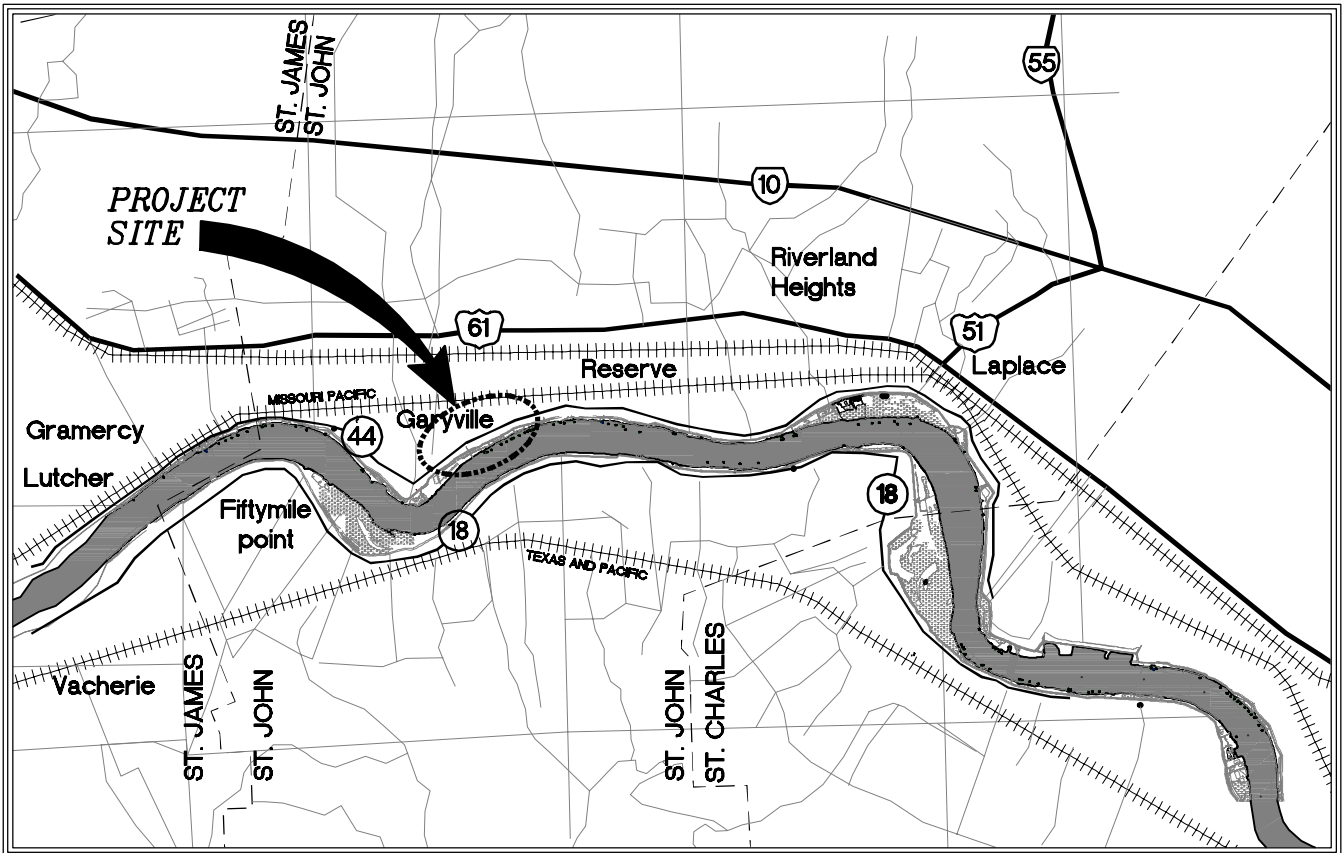 ST. JAMES
ST. JOHN
55
10
PROJECT
SITE
Riverland
Heights
61
51
Reserve
Laplace
MISSOURI PACIFIC
Garyville
Gramercy
44
Lutcher
18
Fiftymile
point
18
TEXAS AND PACIFIC
Vacherie
ST. JAMES
ST. JOHN
ST. JOHN
ST. CHARLES